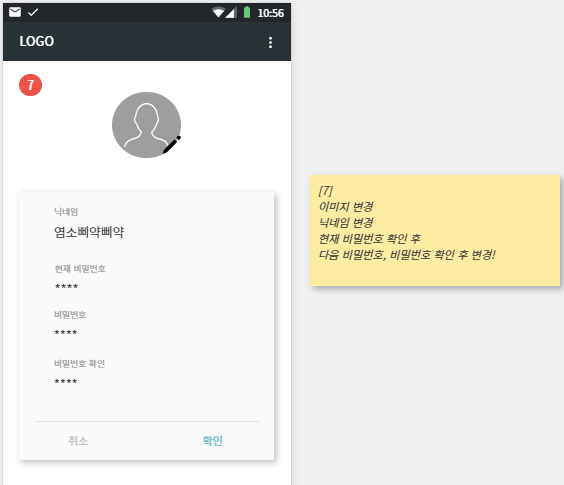 10:56
LOGO
7
닉네임
염소삐약삐약
현재 비밀번호
****
비밀번호
****
비밀번호 확인
****
취소 확인
[7]
이미지 변경
닉네임 변경
현재 비밀번호 확인 후
다음 비밀번호, 비밀번호 확인 후 변경!